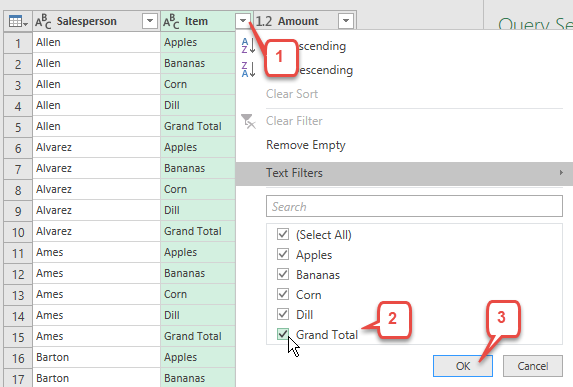 ABC Salesperson ABC Item 1.2 Amount
Query Se
1 Allen Apples
2 Allen Bananas
3 Allen Corn
4 Allen Dill
5 Allen Grand Total
6 Alvarez Apples
7 Alvarez Bananas
8 Alvarez Corn
9 Alvarez Dill
10 Alvarez Grand Total
11 Ames Apples
12 Ames Bananas
13 Ames Corn
14 Ames Dill
15 Ames Grand Total
16 Barton Apples
17 Barton Bananas
1
AZ scending
ZA escending
Clear Sort
Clear Filter
Remove Empty
Text Filters
Search
(Select All)
Apples
Bananas
Corn
Dill
Grand Total
2
3
OK Cancel